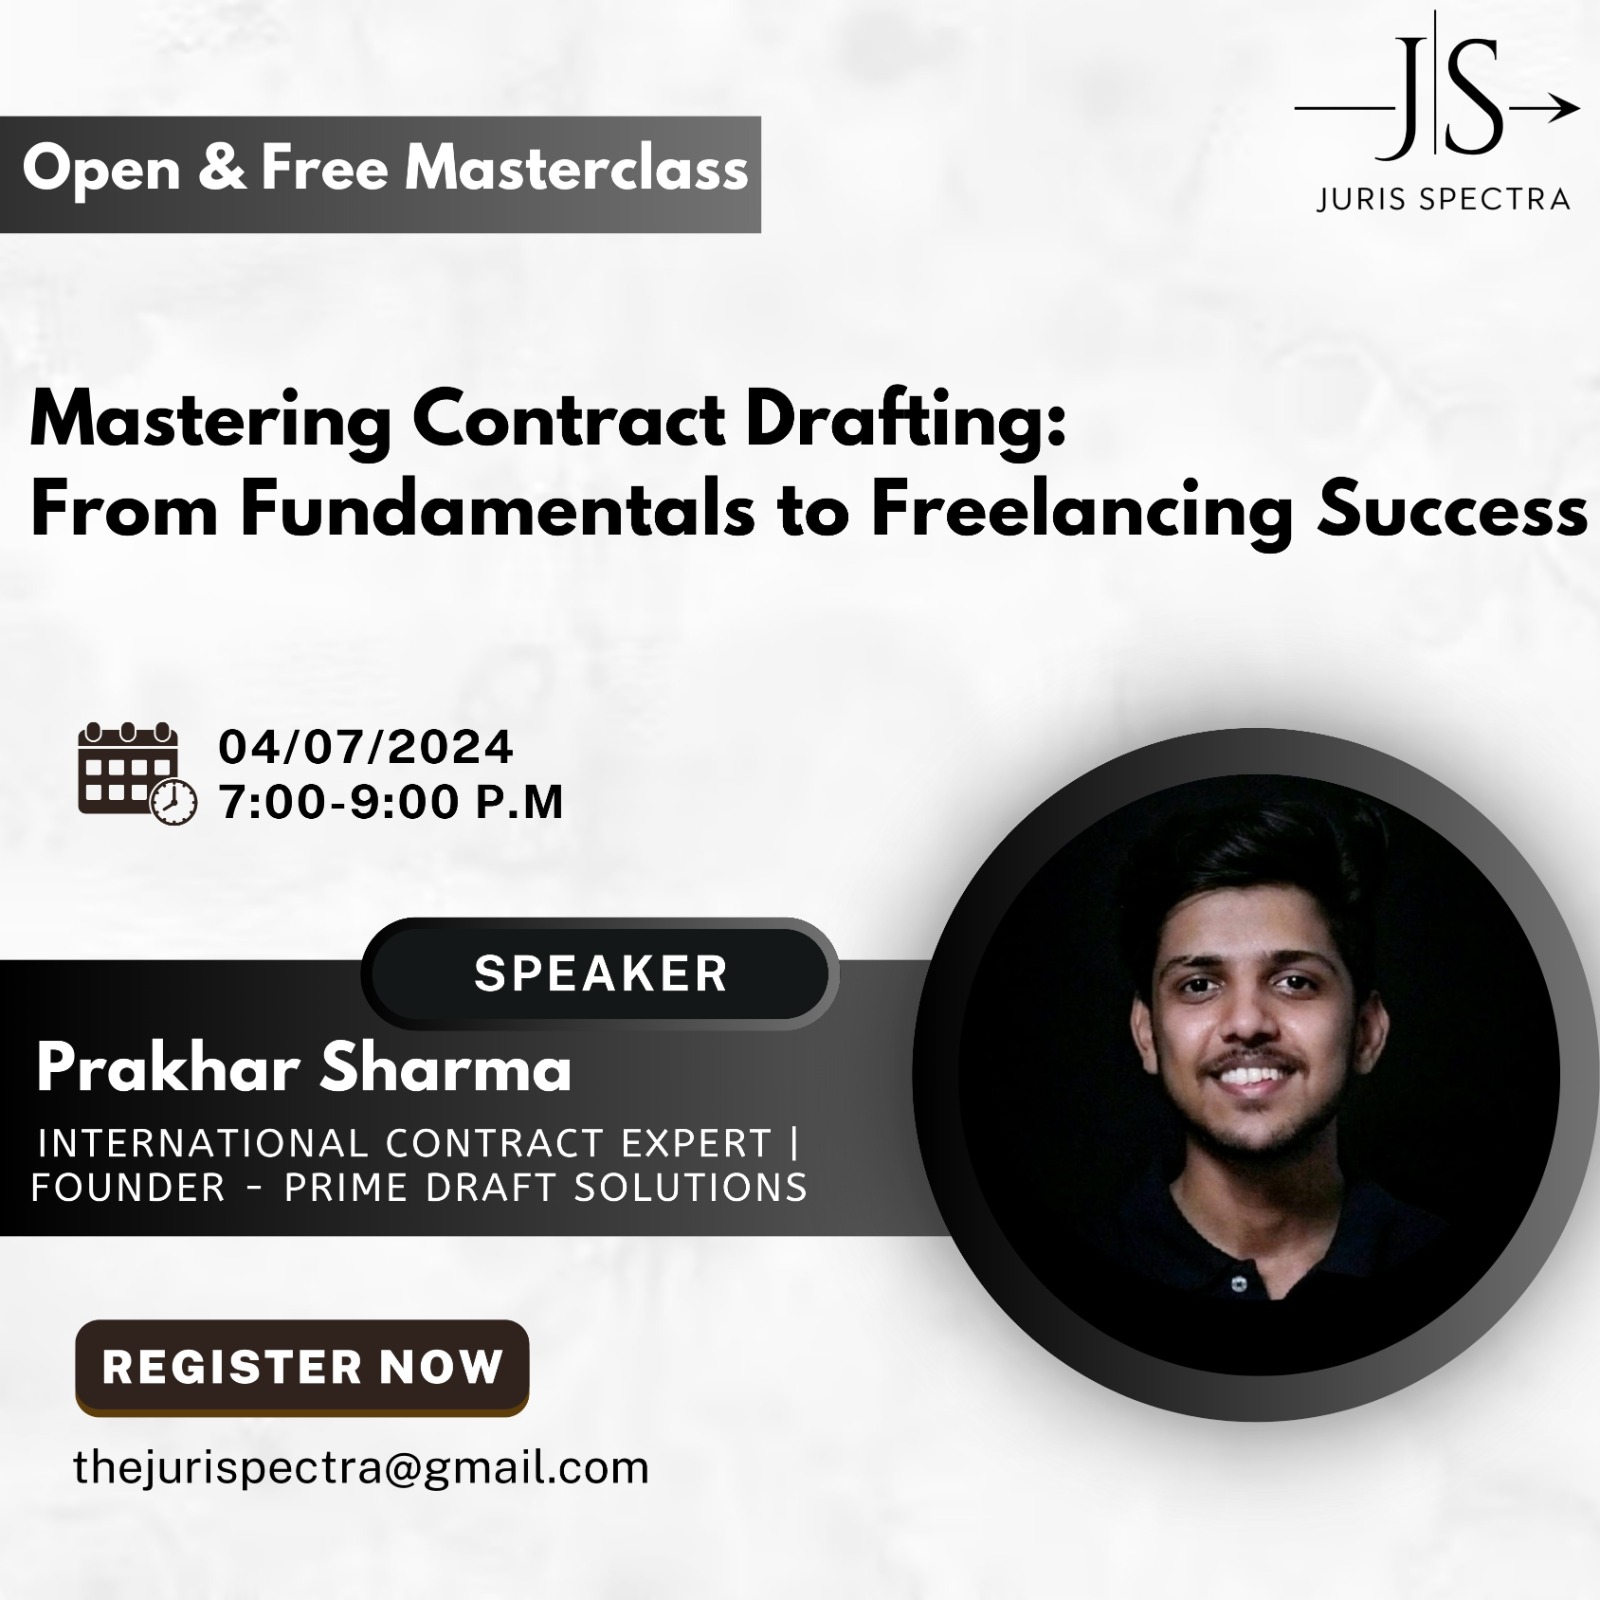 JS
JURIS SPECTRA
Open & Free Masterclass
Mastering Contract Drafting:
From Fundamentals to Freelancing Success
04/07/2024
7:00-9:00 P.M
SPEAKER
Prakhar Sharma
INTERNATIONAL CONTRACT EXPERT |
FOUNDER - PRIME DRAFT SOLUTIONS
REGISTER NOW
thejurispectra@gmail.com